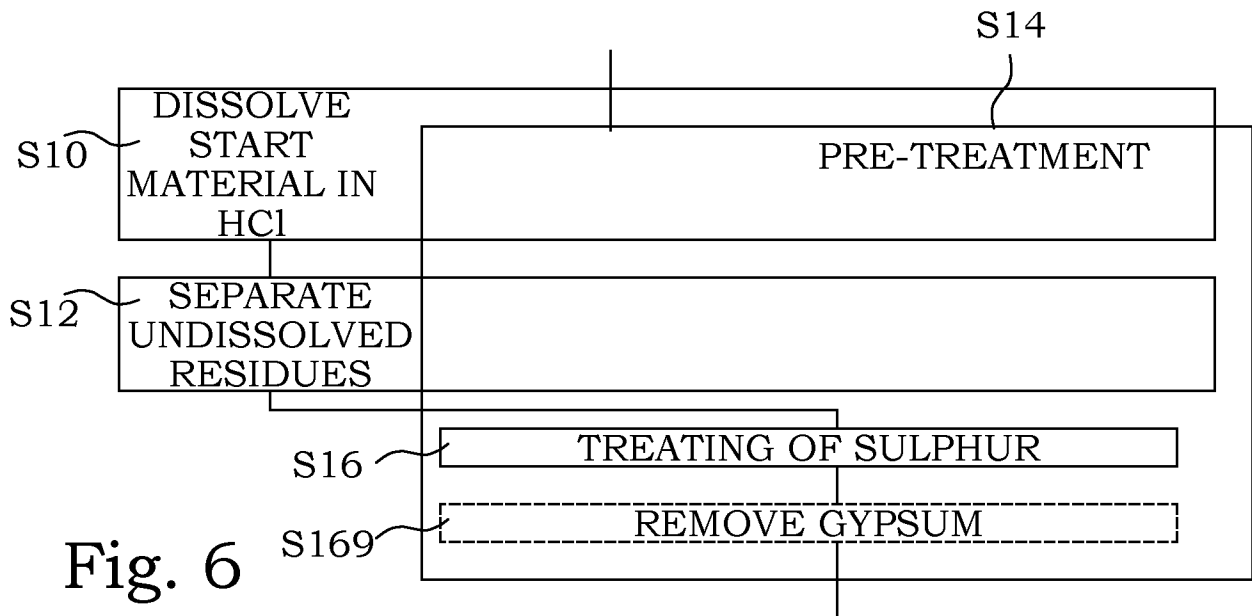 S14
DISSOLVE
START
MATERIAL IN
HCl
S10
PRE-TREATMENT
SEPARATE
UNDISSOLVED
RESIDUES
S12
TREATING OF SULPHUR
S16
REMOVE GYPSUM
S169
Fig. 6